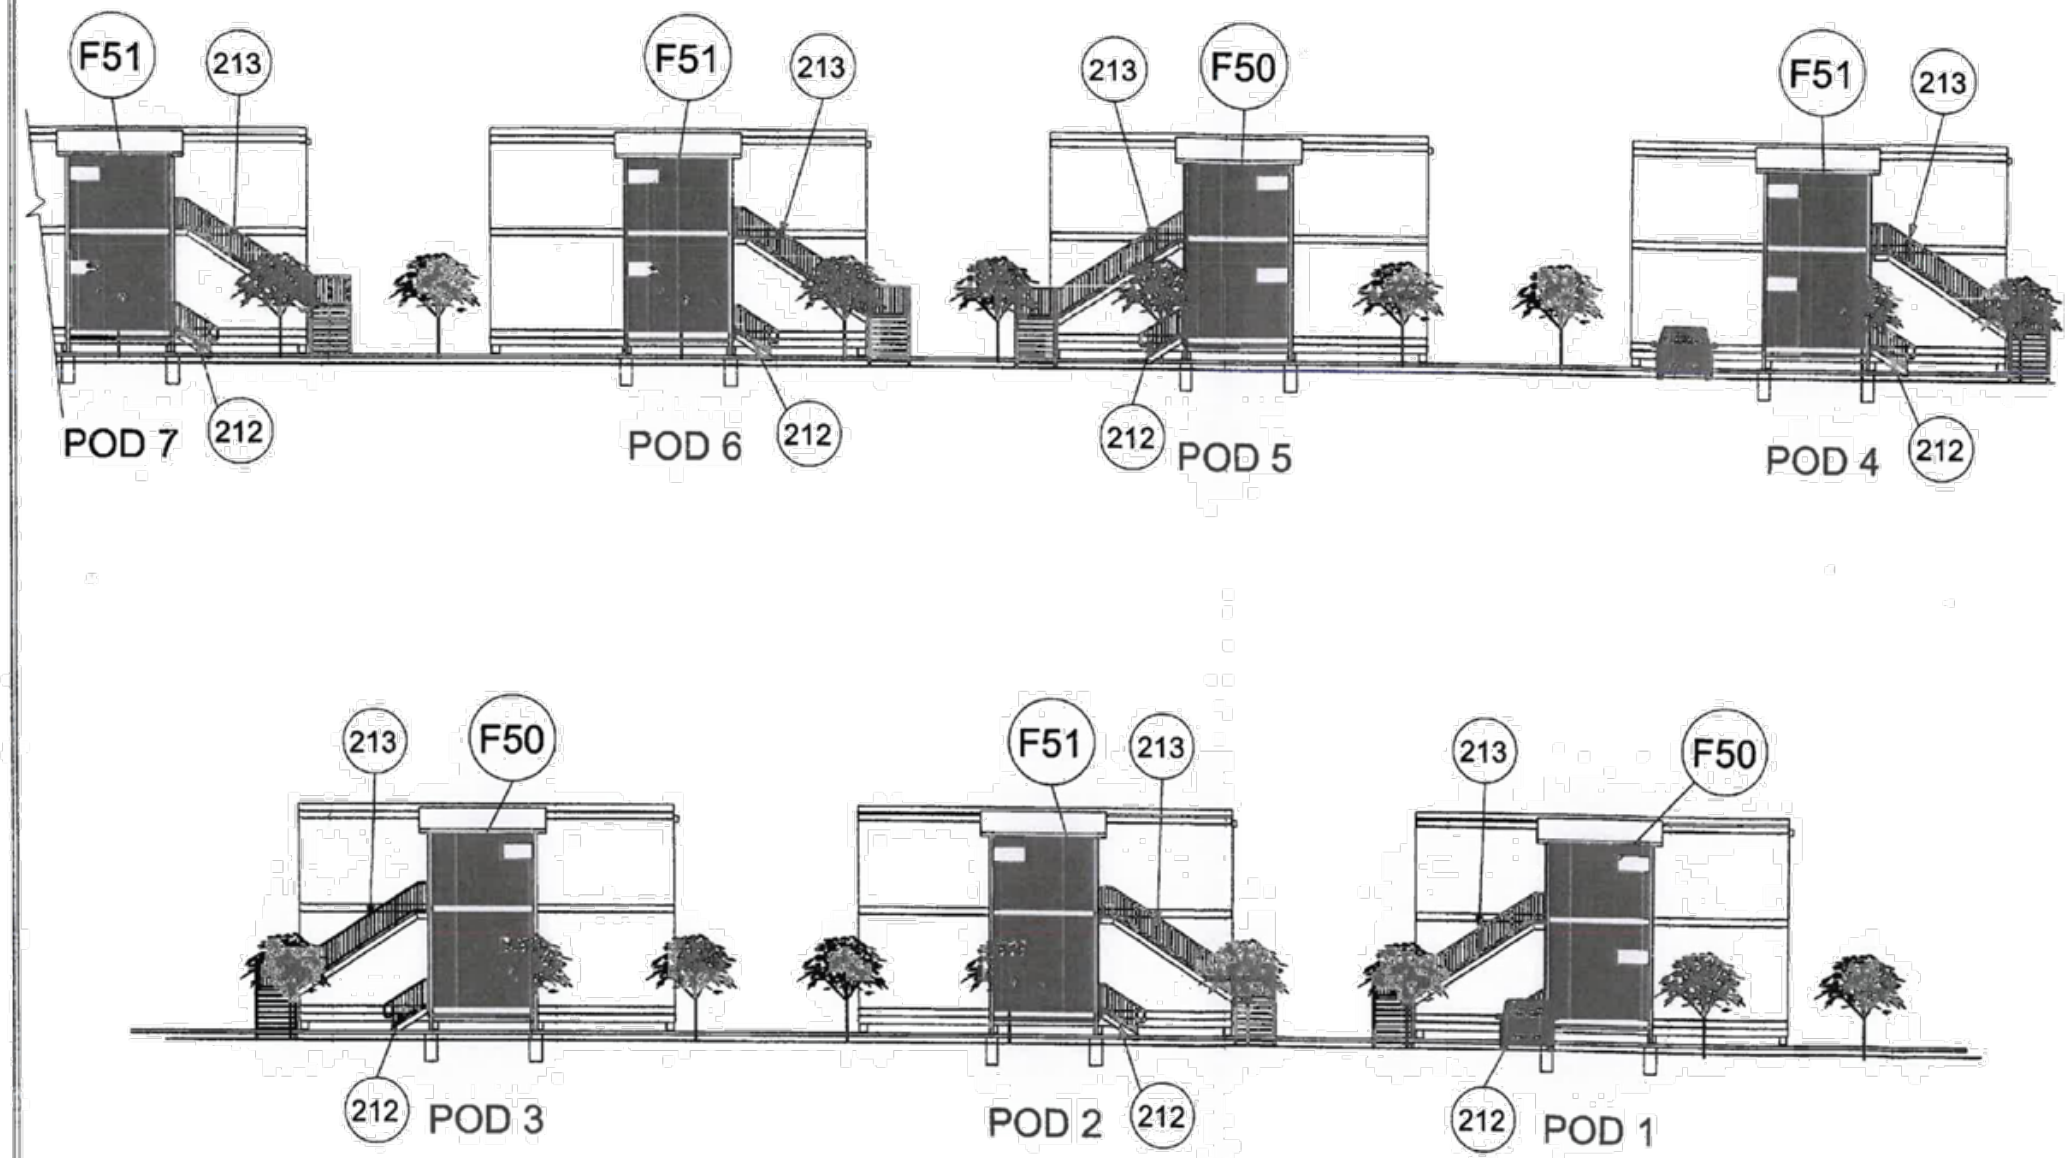 F51 213 F51 213 213 F50 F51 213
212 212 212 212
POD 7 POD 6 POD 5 POD 4
213 F50 F51 213 213 F50
212 212 212
POD 3 POD 2 POD 1